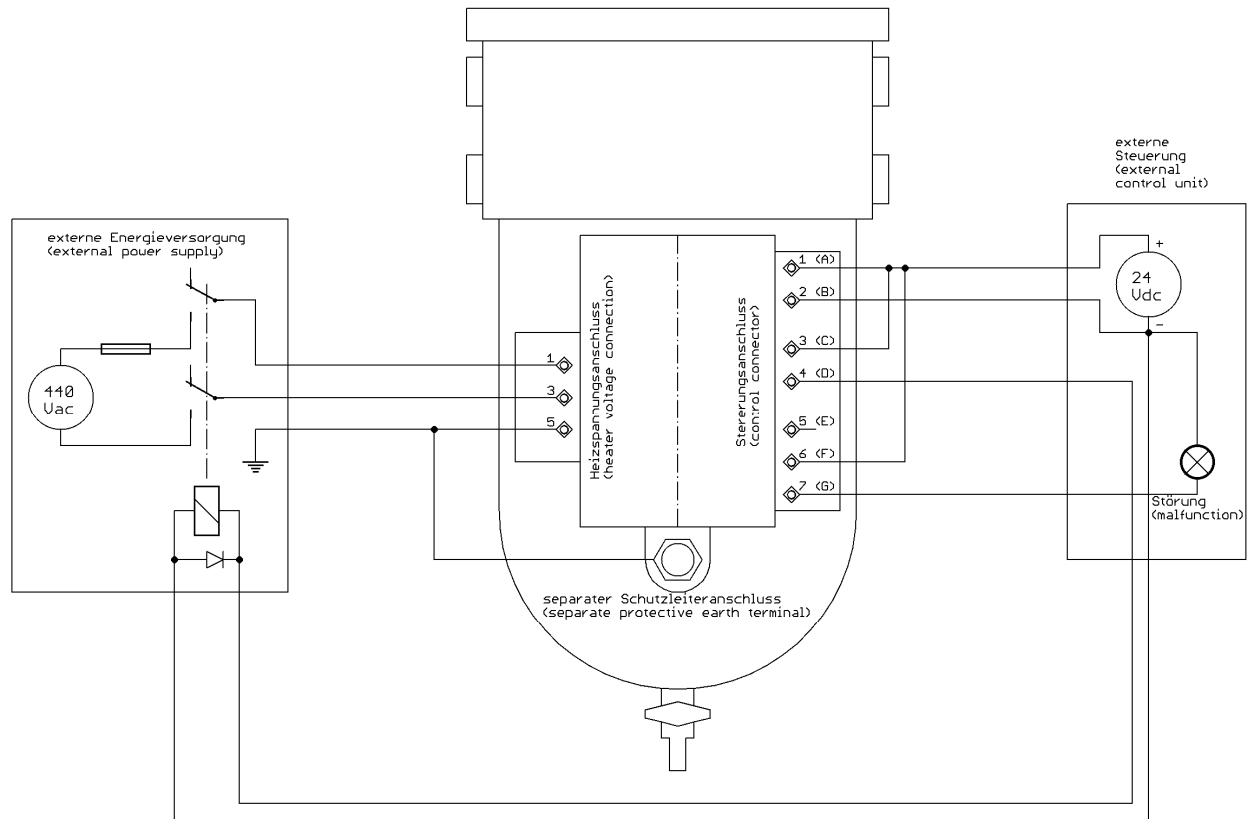 externe
Steuerung
(external
control unit)
externe Energieversorgung
(external power supply)
440
Vac
1
3
5
Heizspannungsanschluss
(heater voltage connection)
Stererungsanschluss
(control connector)
1 (A)
2 (B)
3 (C)
4 (D)
5 (E)
6 (F)
7 (G)
+
24
Vdc
-
Störung
(malfunction)
separater Schutzleiteranschluss
(separate protective earth terminal)